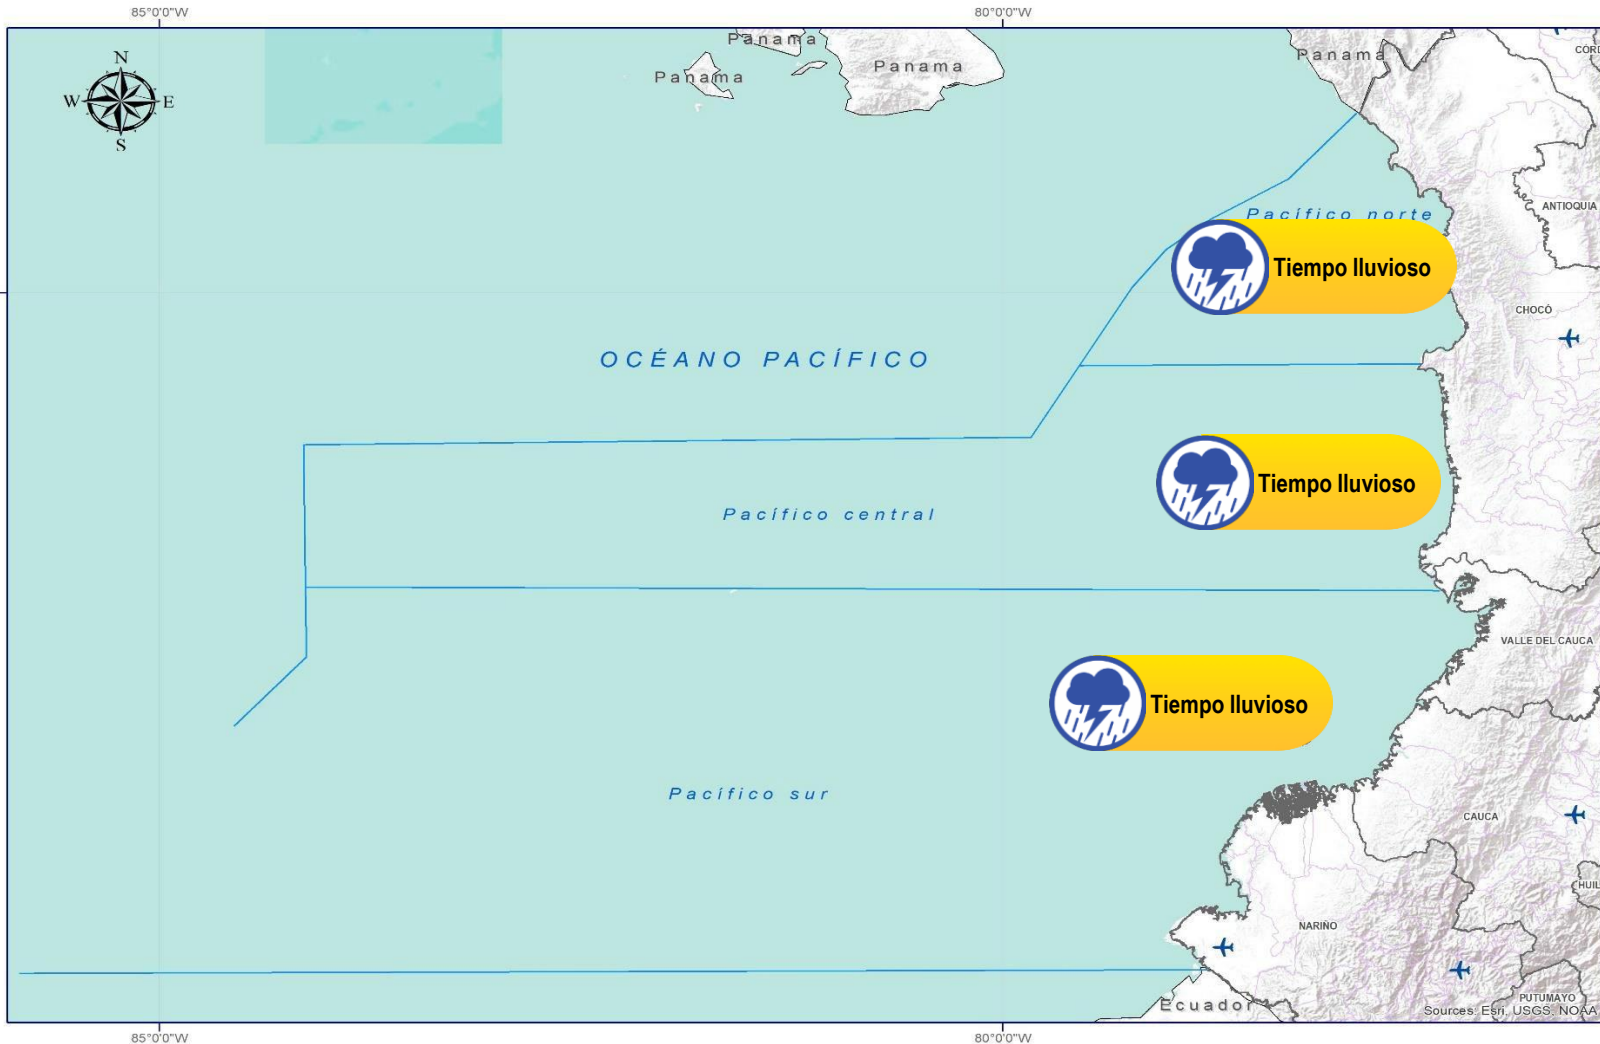 85°0'0"W
80°0'0"W
N
W
E
S
Panama
Panama
Panama
Panama
CÓRD
ANTIOQUIA
Pacífico norte
Tiempo lluvioso
CHOCÓ
OCÉANO PACÍFICO
Tiempo lluvioso
Pacífico central
VALLE DEL CAUCA
Tiempo lluvioso
Pacífico sur
CAUCA
HUIL
NARIÑO
PUTUMAYO
Ecuador
Sources: Esri, USGS, NOAA
85°0'0"W
80°0'0"W